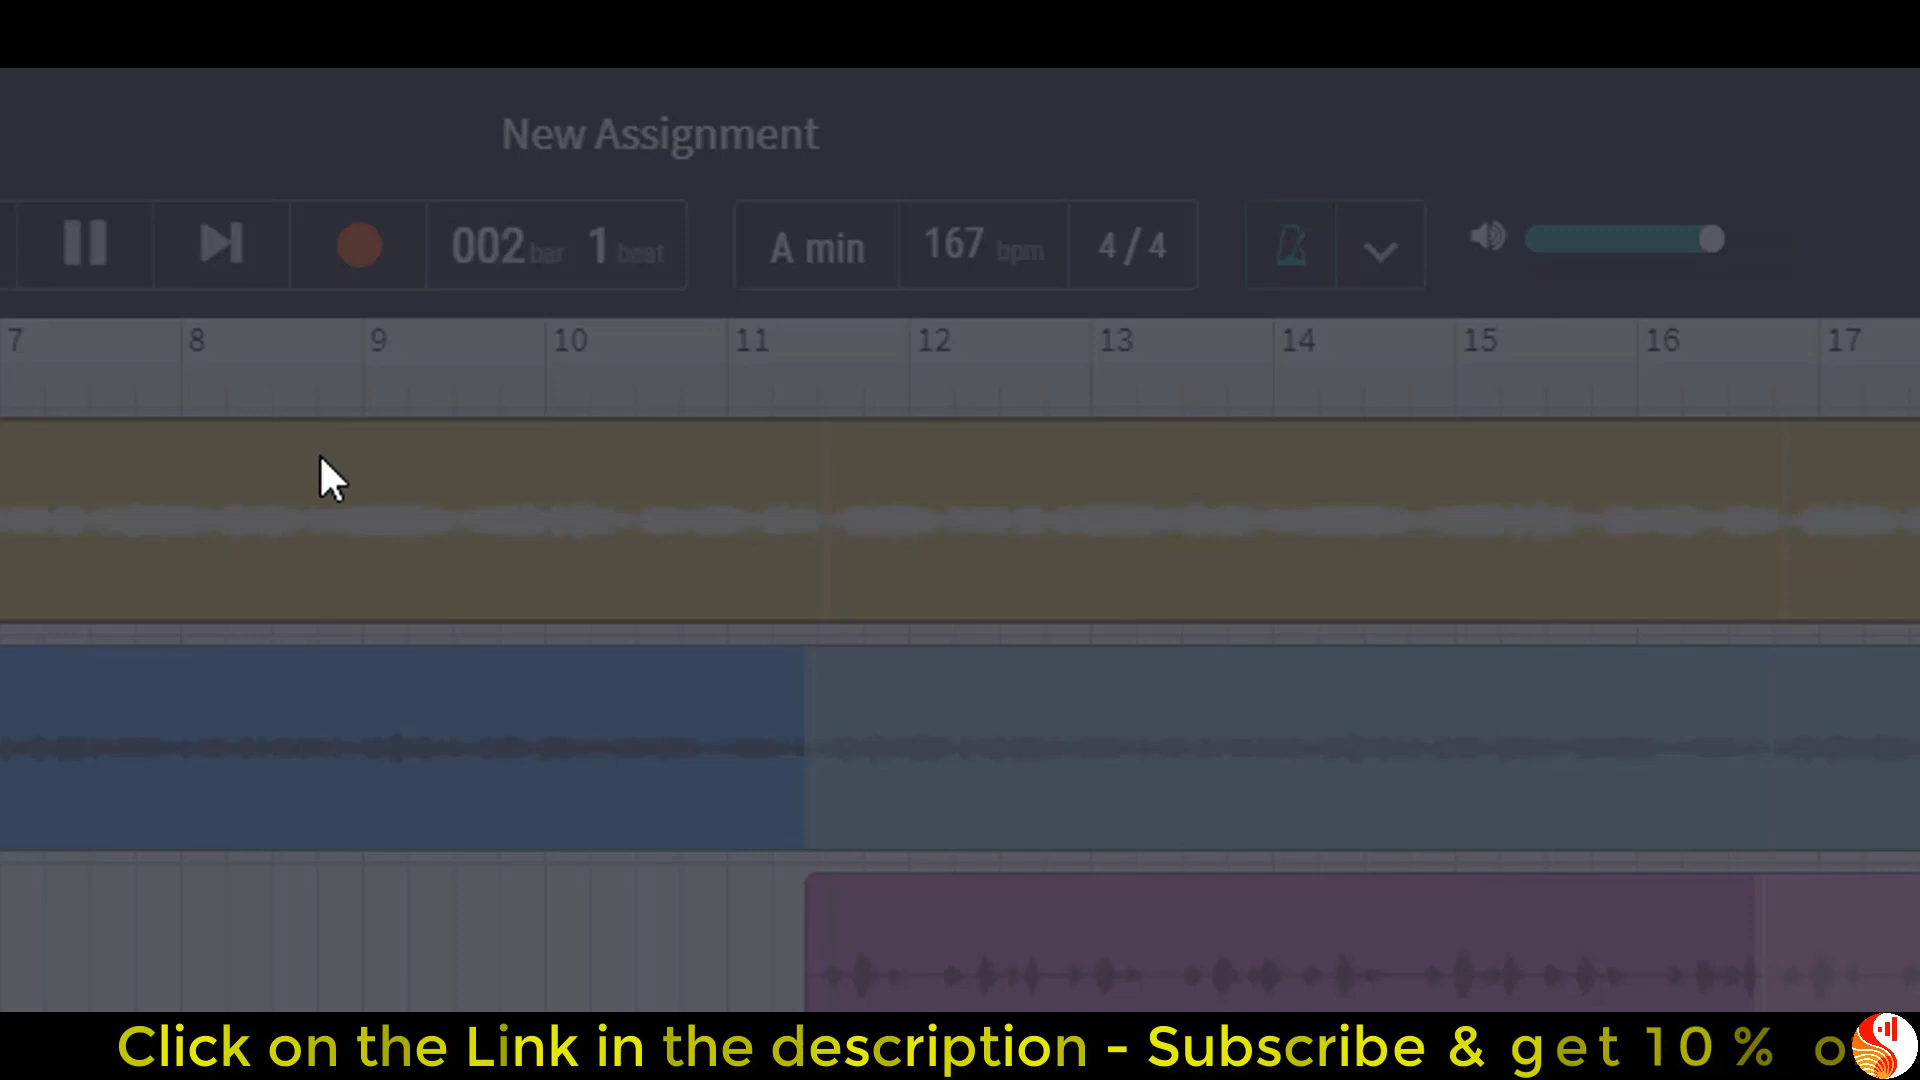 New Assignment
002 bar 1 beat A min 167 bpm 4/4
7 8 9 10 11 12 13 14 15 16 17
Click on the Link in the description - Subscribe & get 10 % o